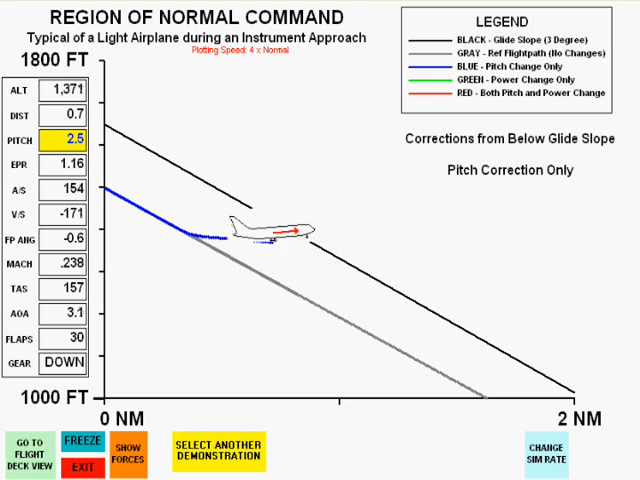 REGION OF NORMAL COMMAND
Typical of a Light Airplane during an Instrument Approach
Plotting Speed: 4 x Normal
LEGEND
BLACK - Glide Slope (3 Degree)
GRAY - Ref Flightpath (No Changes)
BLUE - Pitch Change Only
GREEN - Power Change Only
RED - Both Pitch and Power Change
Corrections from Below Glide Slope
Pitch Correction Only
1800 FT
ALT 1,371
DIST 0.7
PITCH 2.5
EPR 1.16
A/S 154
V/S -171
FP ANG -0.6
MACH .238
TAS 157
AOA 3.1
FLAPS 30
GEAR DOWN
1000 FT
0 NM
2 NM
GO TO
FLIGHT
DECK VIEW
FREEZE
EXIT
SHOW
FORCES
SELECT ANOTHER
DEMONSTRATION
CHANGE
SIM RATE